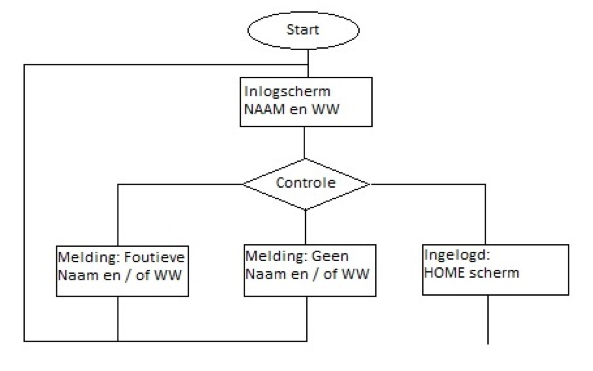 Start
Inlogscherm
NAAM en WW
Controle
Melding: Foutieve
Naam en / of WW
Melding: Geen
Naam en / of WW
Ingelogd:
HOME scherm